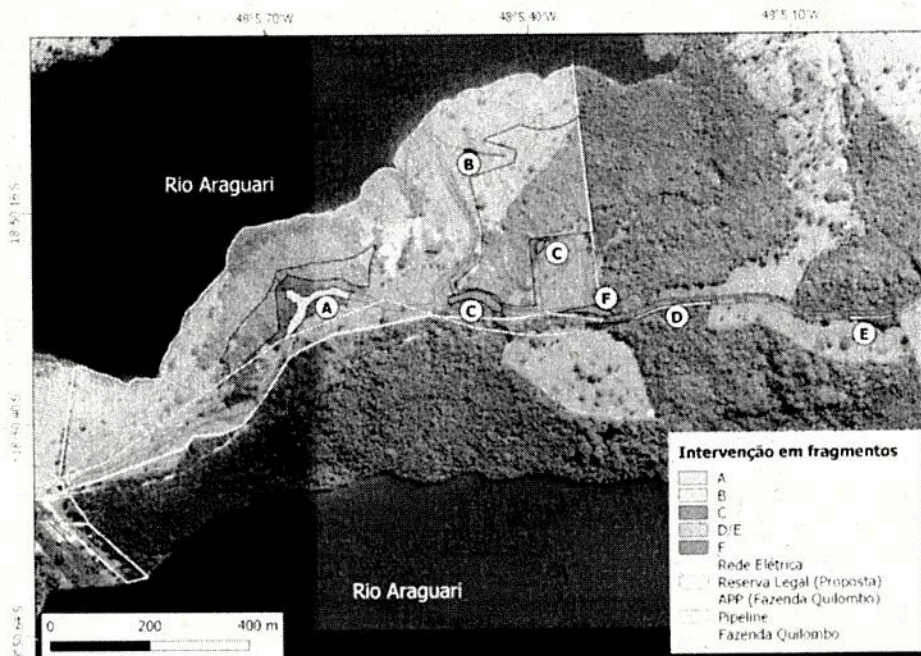 48°5.70'W 48°5.40'W 48°5.10'W
Rio Araguari
B
C
A
C
F
D
E
Rio Araguari
Intervenção em fragmentos
A
B
C
D/E
F
Rede Elétrica
Reserva Legal (Proposta)
APP (Fazenda Quilombo)
Pipeline
Fazenda Quilombo
0 200 400 m